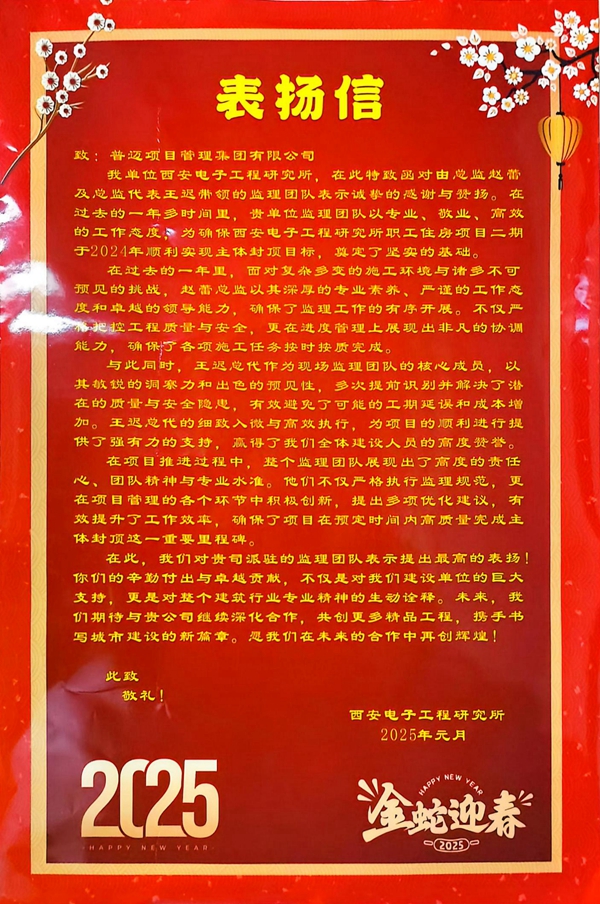 表扬信
致：普迈项目管理集团有限公司
我单位西安电子工程研究所，在此特致函对由总监赵蕾
及总监代表王迟带领的监理团队表示诚挚的感谢与赞扬。在
过去的一年多时间里，贵单位监理团队以专业、敬业、高效
的工作态度，为确保西安电子工程研究所职工住房项目二期
于2024年顺利实现主体封顶目标，奠定了坚实的基础。
在过去的一年里，面对复杂多变的施工环境与诸多不可
预见的挑战，赵蕾总监以其深厚的专业素养、严谨的工作态
度和卓越的领导能力，确保了监理工作的有序开展。不仅严
格把控工程质量与安全，更在进度管理上展现出非凡的协调
能力，确保了各项施工任务按时按质完成。
与此同时，王迟总代作为现场监理团队的核心成员，以
其敏锐的洞察力和出色的预见性，多次提前识别并解决了潜
在的质量与安全隐患，有效避免了可能的工期延误和成本增
加。王迟总代的细致入微与高效执行，为项目的顺利进行提
供了强有力的支持，赢得了我们全体建设人员的高度赞誉。
在项目推进过程中，整个监理团队展现出了高度的责任
心、团队精神与专业水准。他们不仅严格执行监理规范，更
在项目管理的各个环节中积极创新，提出多项优化建议，有
效提升了工作效率，确保了项目在预定时间内高质量完成主
体封顶这一重要里程碑。
在此，我们对贵司派驻的监理团队表示提出最高的表扬！
你们的辛勤付出与卓越贡献，不仅是对我们建设单位的巨大
支持，更是对整个建筑行业专业精神的生动诠释。未来，我
们期待与贵公司继续深化合作，共创更多精品工程，携手书
写城市建设的新篇章。愿我们在未来的合作中再创辉煌！
此致
敬礼！
西安电子工程研究所
2025年元月
2025
HAPPY NEW YEAR
HAPPY NEW YEAR
金蛇迎春
2025